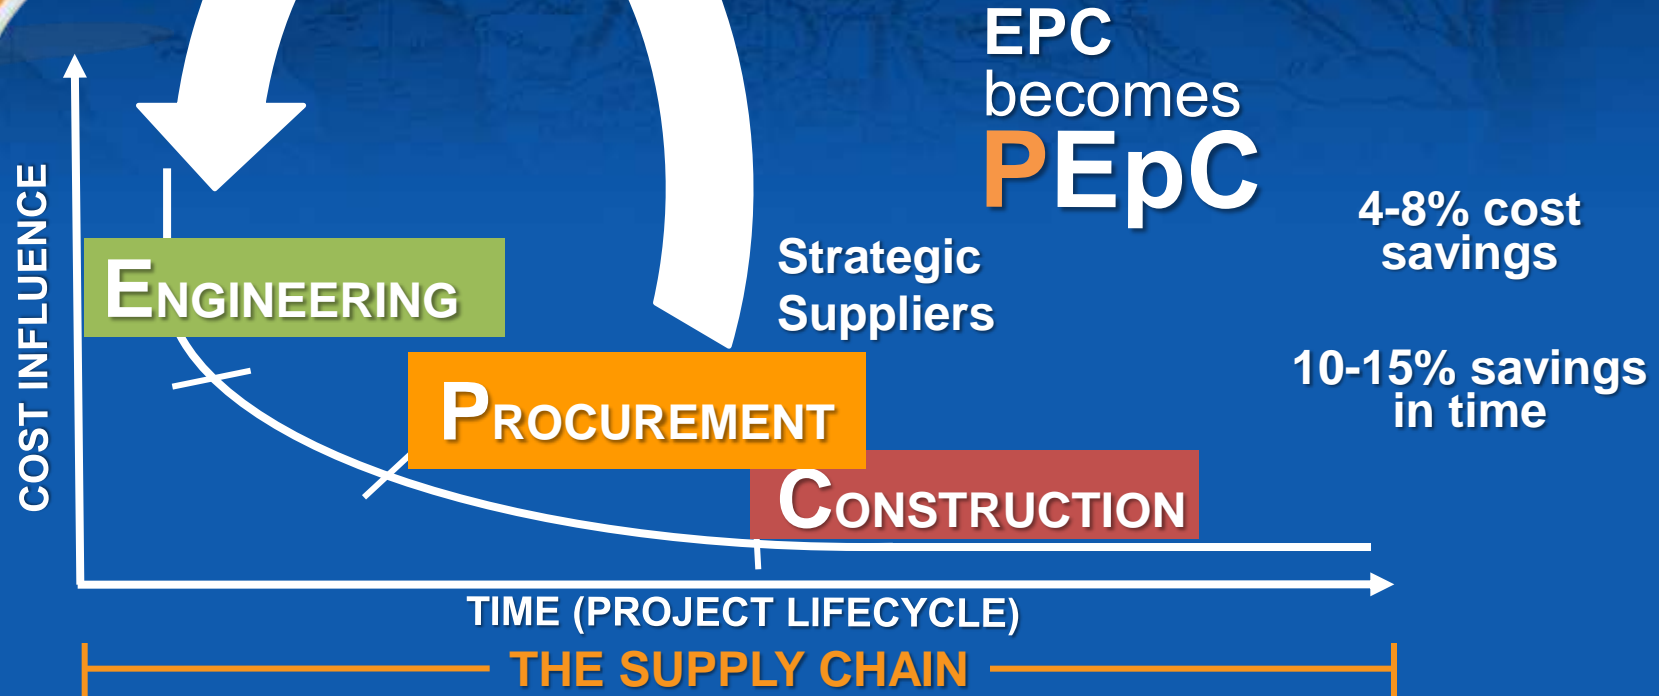 EPC
becomes
PEpC
4-8% cost
savings
Strategic
Suppliers
10-15% savings
in time
COST INFLUENCE
ENGINEERING
PROCUREMENT
CONSTRUCTION
TIME (PROJECT LIFECYCLE)
THE SUPPLY CHAIN